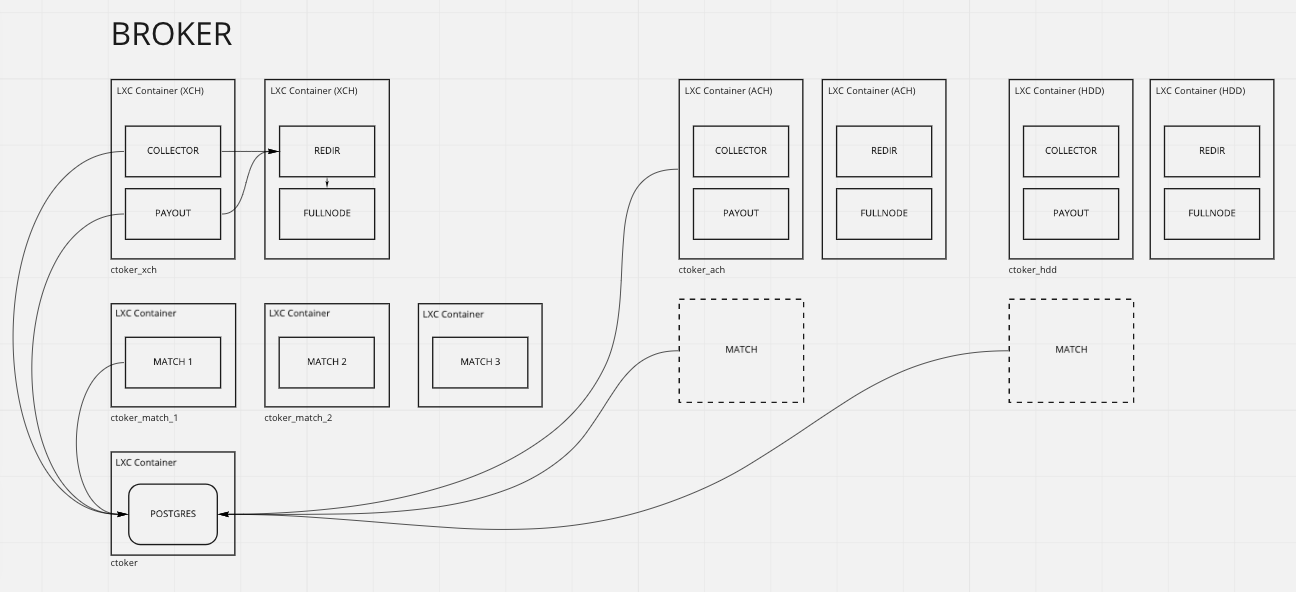 BROKER
LXC Container (XCH)
COLLECTOR
PAYOUT
ctoker_xch
LXC Container (XCH)
REDIR
FULLNODE
LXC Container (ACH)
COLLECTOR
PAYOUT
ctoker_ach
LXC Container (ACH)
REDIR
FULLNODE
LXC Container (HDD)
COLLECTOR
PAYOUT
ctoker_hdd
LXC Container (HDD)
REDIR
FULLNODE
LXC Container
MATCH 1
ctoker_match_1
LXC Container
MATCH 2
ctoker_match_2
LXC Container
MATCH 3
MATCH
MATCH
LXC Container
POSTGRES
ctoker